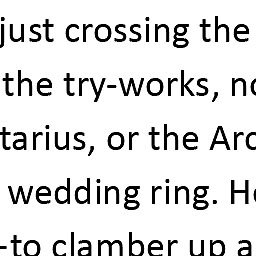 just crossing the
the try-works, no
tarius, or the Arc
wedding ring. He
-to clamber up a